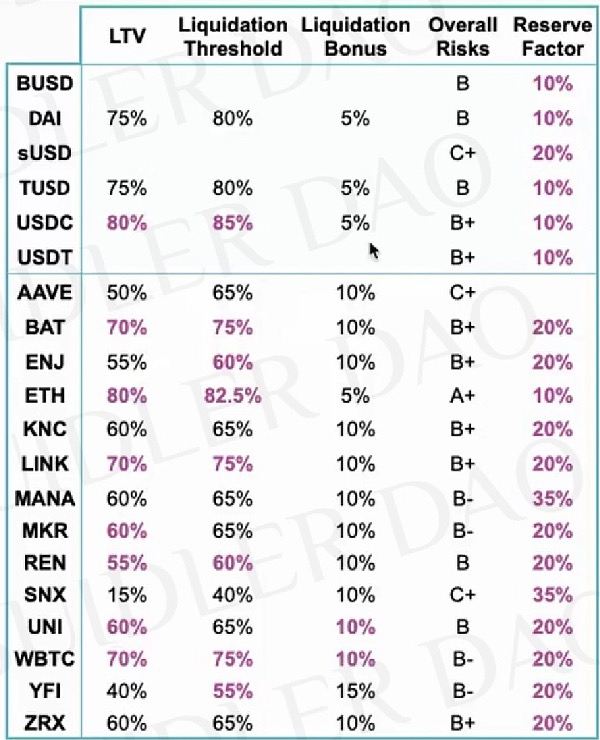 LTV Liquidation Threshold Liquidation Bonus Overall Risks Reserve Factor
BUSD B 10%
DAI 75% 80% 5% B 10%
sUSD C+ 20%
TUSD 75% 80% 5% B 10%
USDC 80% 85% 5% B+ 10%
USDT B+ 10%
AAVE 50% 65% 10% C+
BAT 70% 75% 10% B+ 20%
ENJ 55% 60% 10% B+ 20%
ETH 80% 82.5% 5% A+ 10%
KNC 60% 65% 10% B+ 20%
LINK 70% 75% 10% B+ 20%
MANA 60% 65% 10% B- 35%
MKR 60% 65% 10% B- 20%
REN 55% 60% 10% B 20%
SNX 15% 40% 10% C+ 35%
UNI 60% 65% 10% B 20%
WBTC 70% 75% 10% B- 20%
YFI 40% 55% 15% B- 20%
ZRX 60% 65% 10% B+ 20%